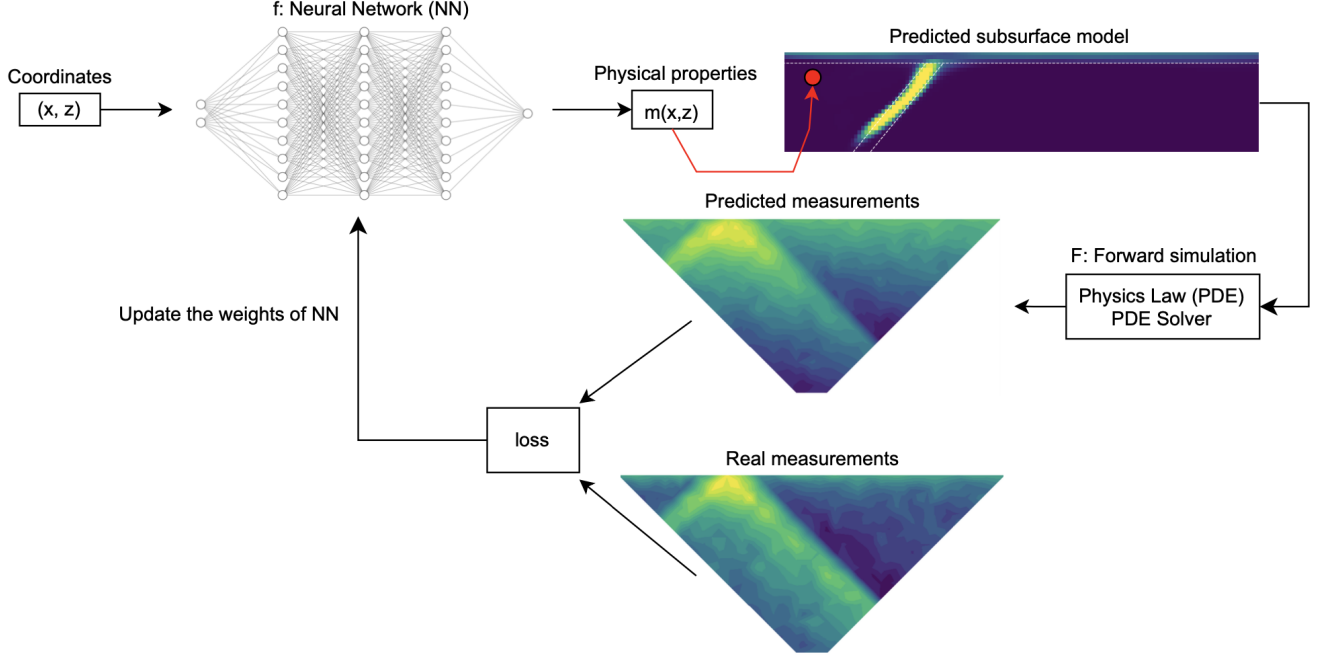 f: Neural Network (NN)
Coordinates
(x, z)
Physical properties
m(x,z)
Predicted subsurface model
Predicted measurements
F: Forward simulation
Physics Law (PDE)
PDE Solver
Update the weights of NN
loss
Real measurements